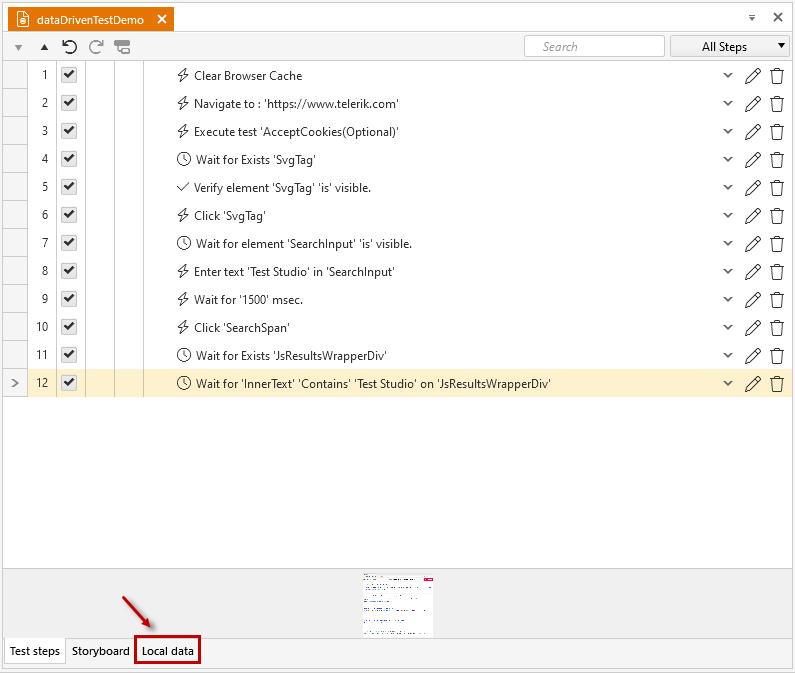 dataDrivenTestDemo
Search
All Steps
1 Clear Browser Cache
2 Navigate to : 'https://www.telerik.com'
3 Execute test 'AcceptCookies(Optional)'
4 Wait for Exists 'SvgTag'
5 Verify element 'SvgTag' 'is' visible.
6 Click 'SvgTag'
7 Wait for element 'SearchInput' 'is' visible.
8 Enter text 'Test Studio' in 'SearchInput'
9 Wait for '1500' msec.
10 Click 'SearchSpan'
11 Wait for Exists 'JsResultsWrapperDiv'
12 Wait for 'InnerText' 'Contains' 'Test Studio' on 'JsResultsWrapperDiv'
Test steps Storyboard Local data